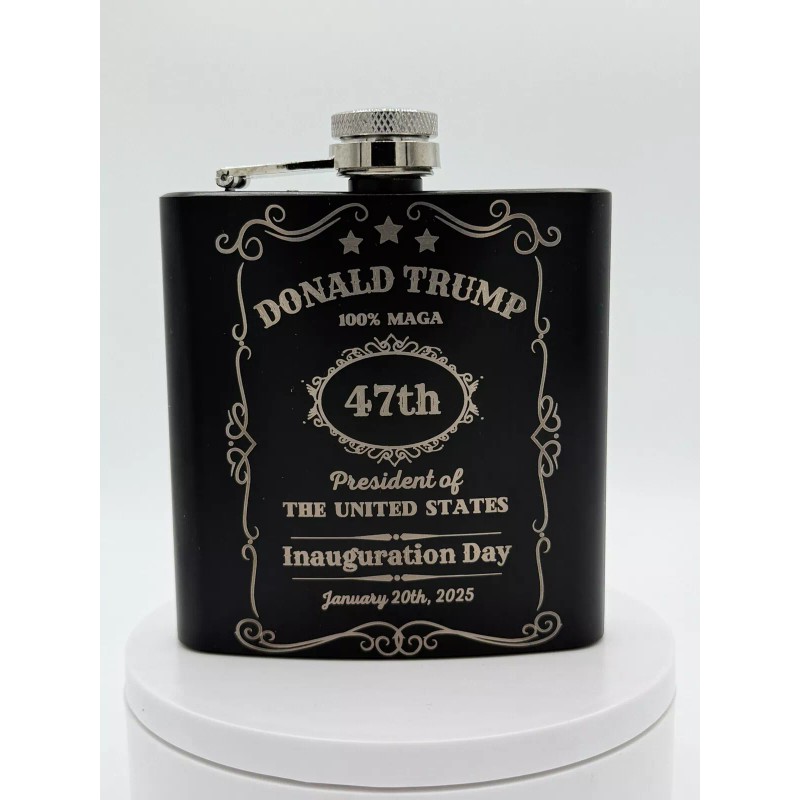 DONALD TRUMP
100% MAGA
47th
President of
THE UNITED STATES
Inauguration Day
January 20th, 2025